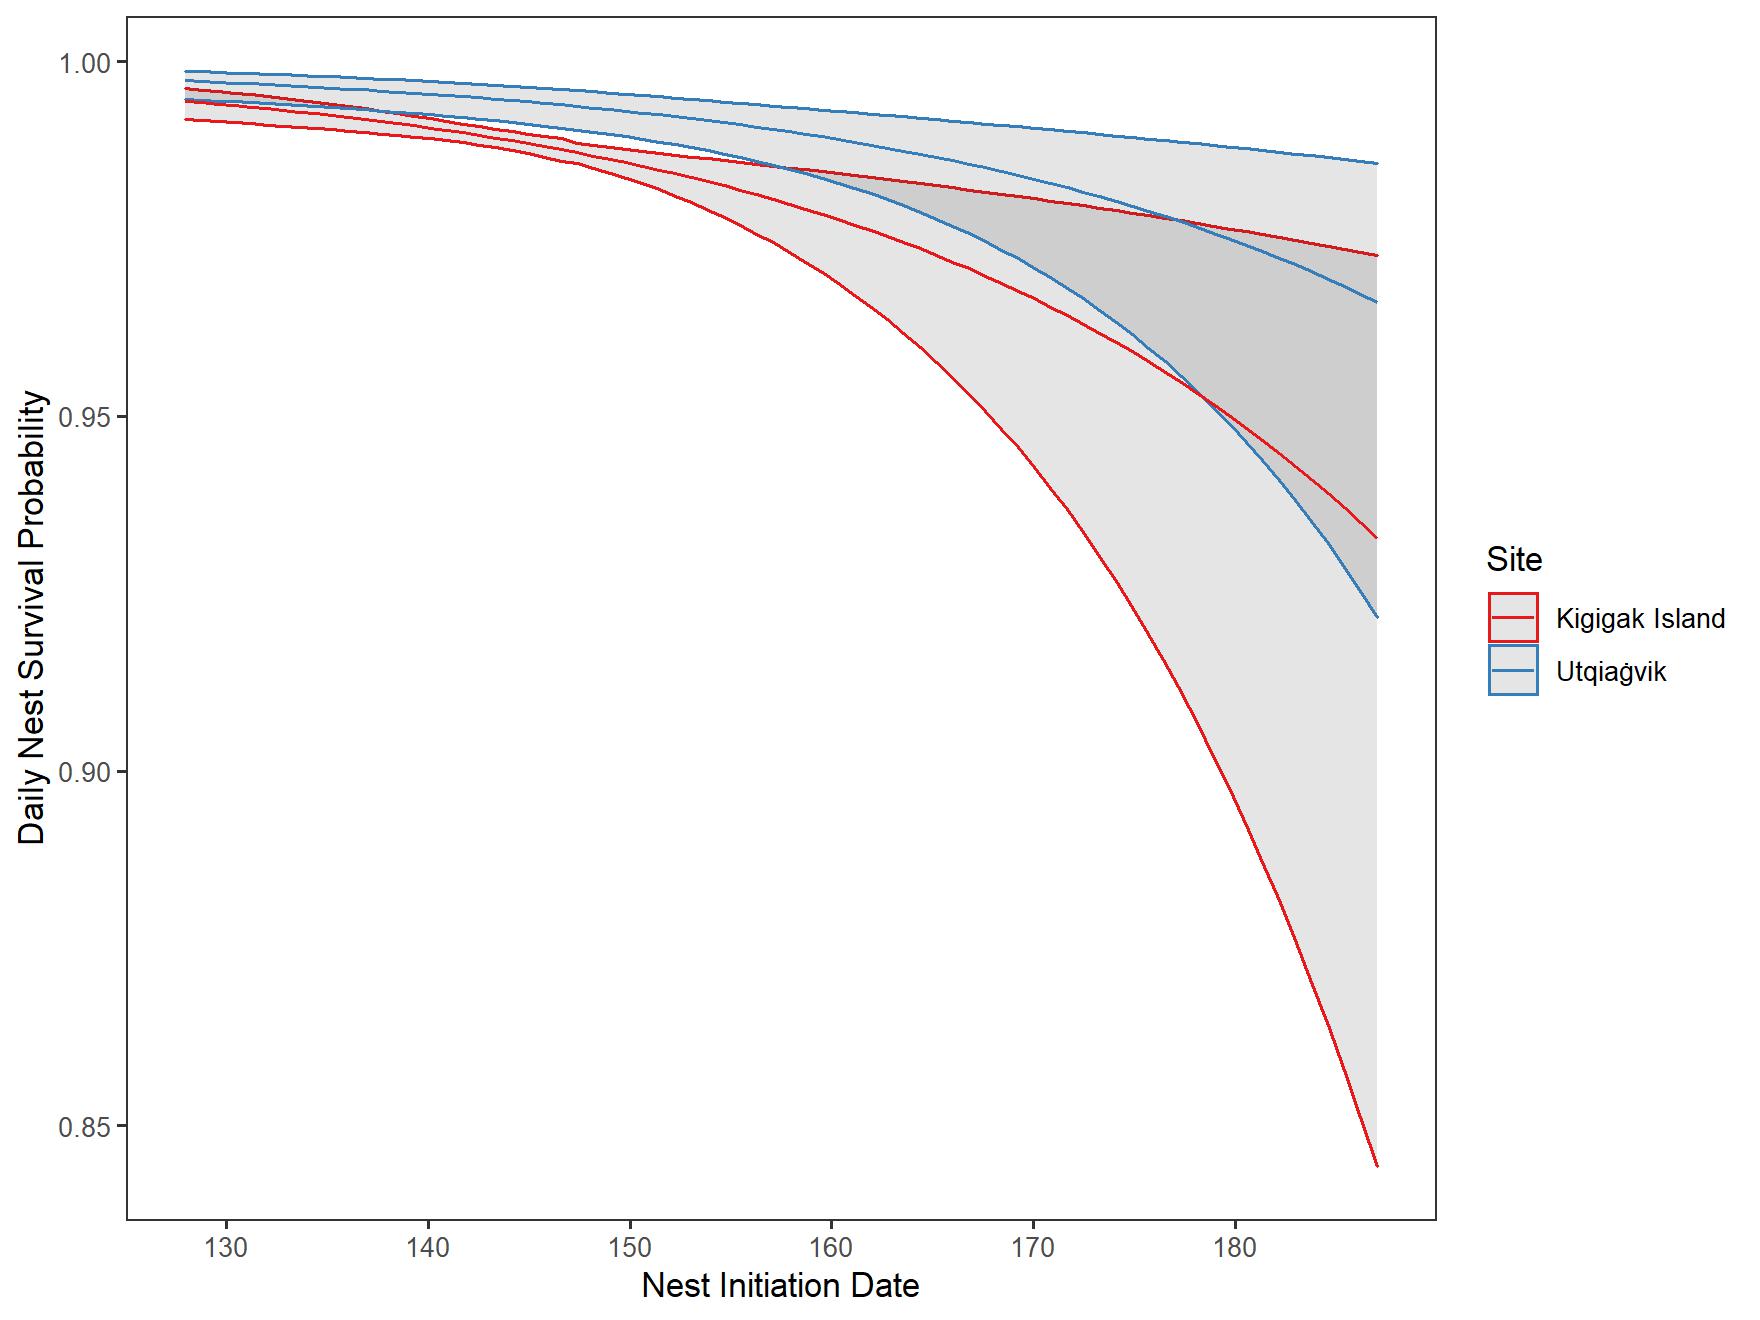 1.00
0.95
0.90
0.85
Daily Nest Survival Probability
130 140 150 160 170 180
Nest Initiation Date
Site
Kigigak Island
Utqiaġvik